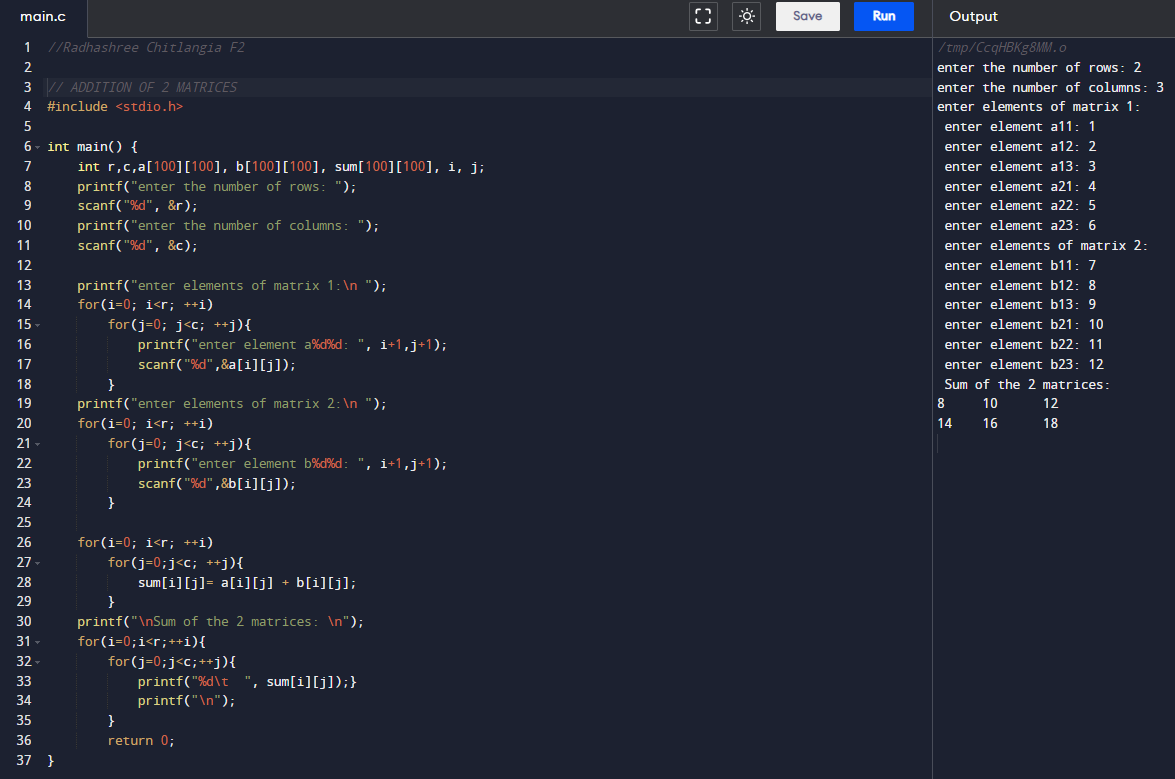 main.c
Save
Run
Output
1 //Radhashree Chitlangia F2
2
3 // ADDITION OF 2 MATRICES
4 #include <stdio.h>
5
6 int main() {
7     int r,c,a[100][100], b[100][100], sum[100][100], i, j;
8     printf("enter the number of rows: ");
9     scanf("%d", &r);
10     printf("enter the number of columns: ");
11     scanf("%d", &c);
12
13     printf("enter elements of matrix 1:\n ");
14     for(i=0; i<r; ++i)
15         for(j=0; j<c; ++j){
16             printf("enter element a%d%d: ", i+1,j+1);
17             scanf("%d",&a[i][j]);
18         }
19     printf("enter elements of matrix 2:\n ");
20     for(i=0; i<r; ++i)
21         for(j=0; j<c; ++j){
22             printf("enter element b%d%d: ", i+1,j+1);
23             scanf("%d",&b[i][j]);
24         }
25
26     for(i=0; i<r; ++i)
27         for(j=0;j<c; ++j){
28             sum[i][j]= a[i][j] + b[i][j];
29         }
30     printf("\nSum of the 2 matrices: \n");
31     for(i=0;i<r;++i){
32         for(j=0;j<c;++j){
33             printf("%d\t  ", sum[i][j]);}
34             printf("\n");
35         }
36         return 0;
37 }
/tmp/CcqHBKg8MM.o
enter the number of rows: 2
enter the number of columns: 3
enter elements of matrix 1:
 enter element a11: 1
 enter element a12: 2
 enter element a13: 3
 enter element a21: 4
 enter element a22: 5
 enter element a23: 6
 enter elements of matrix 2:
 enter element b11: 7
 enter element b12: 8
 enter element b13: 9
 enter element b21: 10
 enter element b22: 11
 enter element b23: 12
 Sum of the 2 matrices:
8     10      12
14    16      18